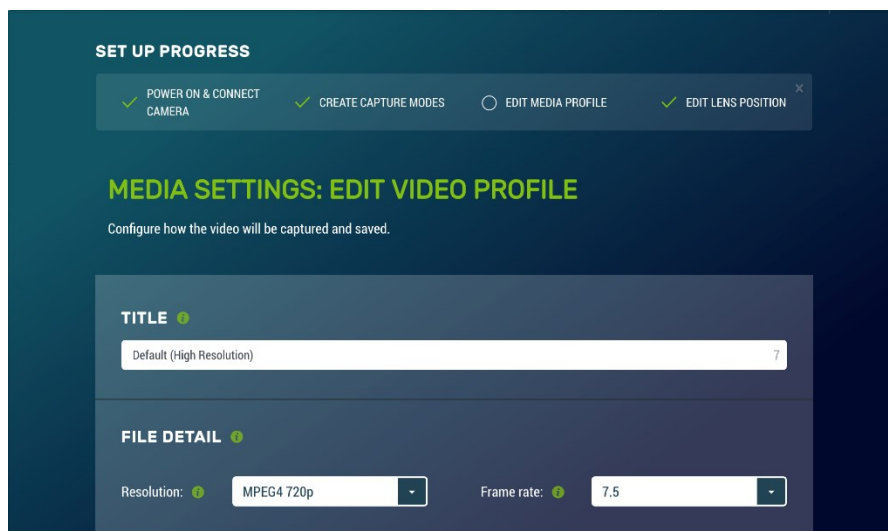 SET UP PROGRESS
POWER ON & CONNECT
CAMERA
CREATE CAPTURE MODES
EDIT MEDIA PROFILE
EDIT LENS POSITION
x
MEDIA SETTINGS: EDIT VIDEO PROFILE
Configure how the video will be captured and saved.
TITLE i
Default (High Resolution) 7
FILE DETAIL i
Resolution: i MPEG4 720p Frame rate: i 7.5